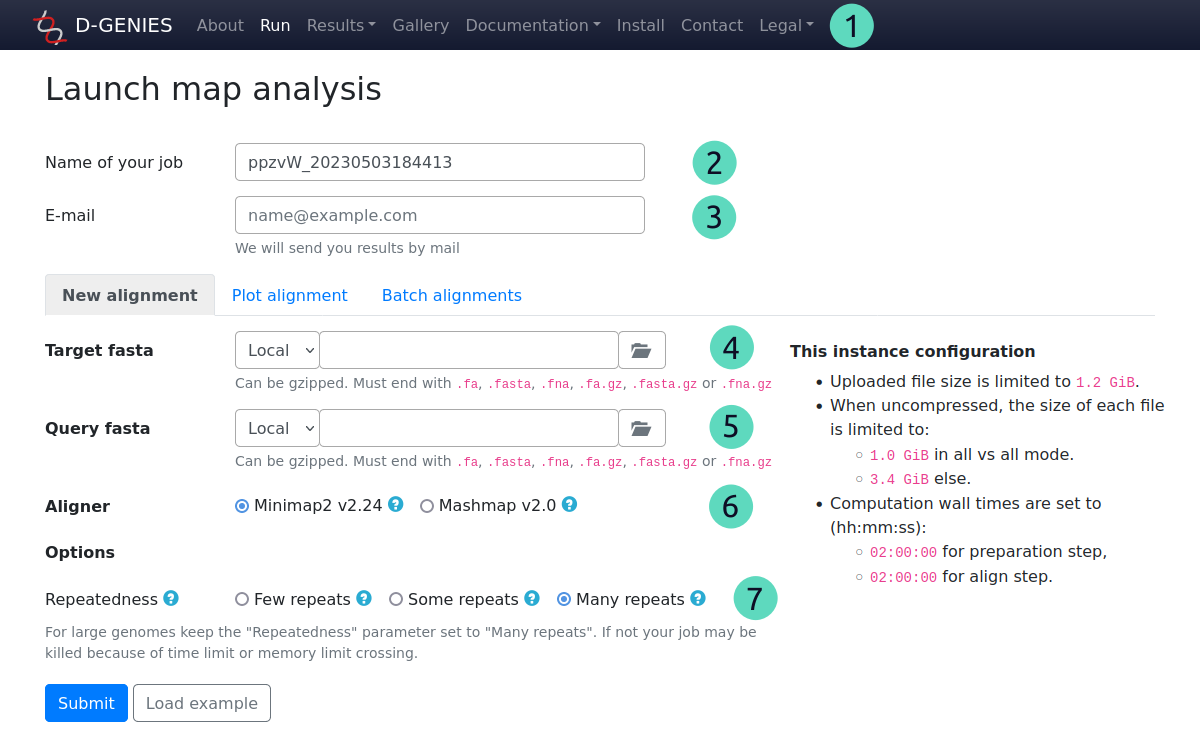 D-GENIES About Run Results Gallery Documentation Install Contact Legal 1
Launch map analysis
Name of your job ppzvW_20230503184413 2
E-mail name@example.com 3
We will send you results by mail
New alignment Plot alignment Batch alignments
Target fasta Local 4
Can be gzipped. Must end with .fa, .fasta, .fna, .fa.gz, .fasta.gz or .fna.gz
Query fasta Local 5
Can be gzipped. Must end with .fa, .fasta, .fna, .fa.gz, .fasta.gz or .fna.gz
Aligner Minimap2 v2.24 ? Mashmap v2.0 ? 6
Options
Repeatedness ? Few repeats ? Some repeats ? Many repeats ? 7
For large genomes keep the "Repeatedness" parameter set to "Many repeats". If not your job may be
killed because of time limit or memory limit crossing.
Submit Load example
This instance configuration
• Uploaded file size is limited to 1.2 GiB.
• When uncompressed, the size of each file
is limited to:
◦ 1.0 GiB in all vs all mode.
◦ 3.4 GiB else.
• Computation wall times are set to
(hh:mm:ss):
◦ 02:00:00 for preparation step,
◦ 02:00:00 for align step.